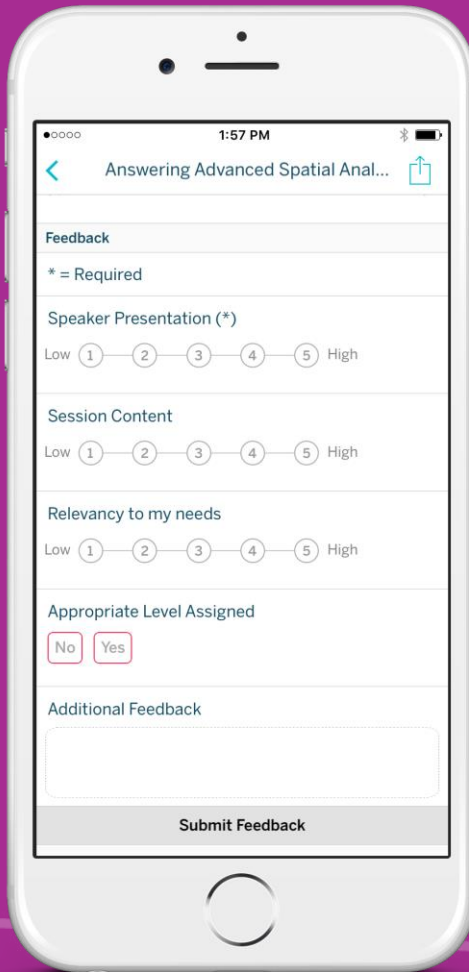 1:57 PM
Answering Advanced Spatial Anal...
Feedback
* = Required
Speaker Presentation (*)
Low 1 2 3 4 5 High
Session Content
Low 1 2 3 4 5 High
Relevancy to my needs
Low 1 2 3 4 5 High
Appropriate Level Assigned
No Yes
Additional Feedback
Submit Feedback